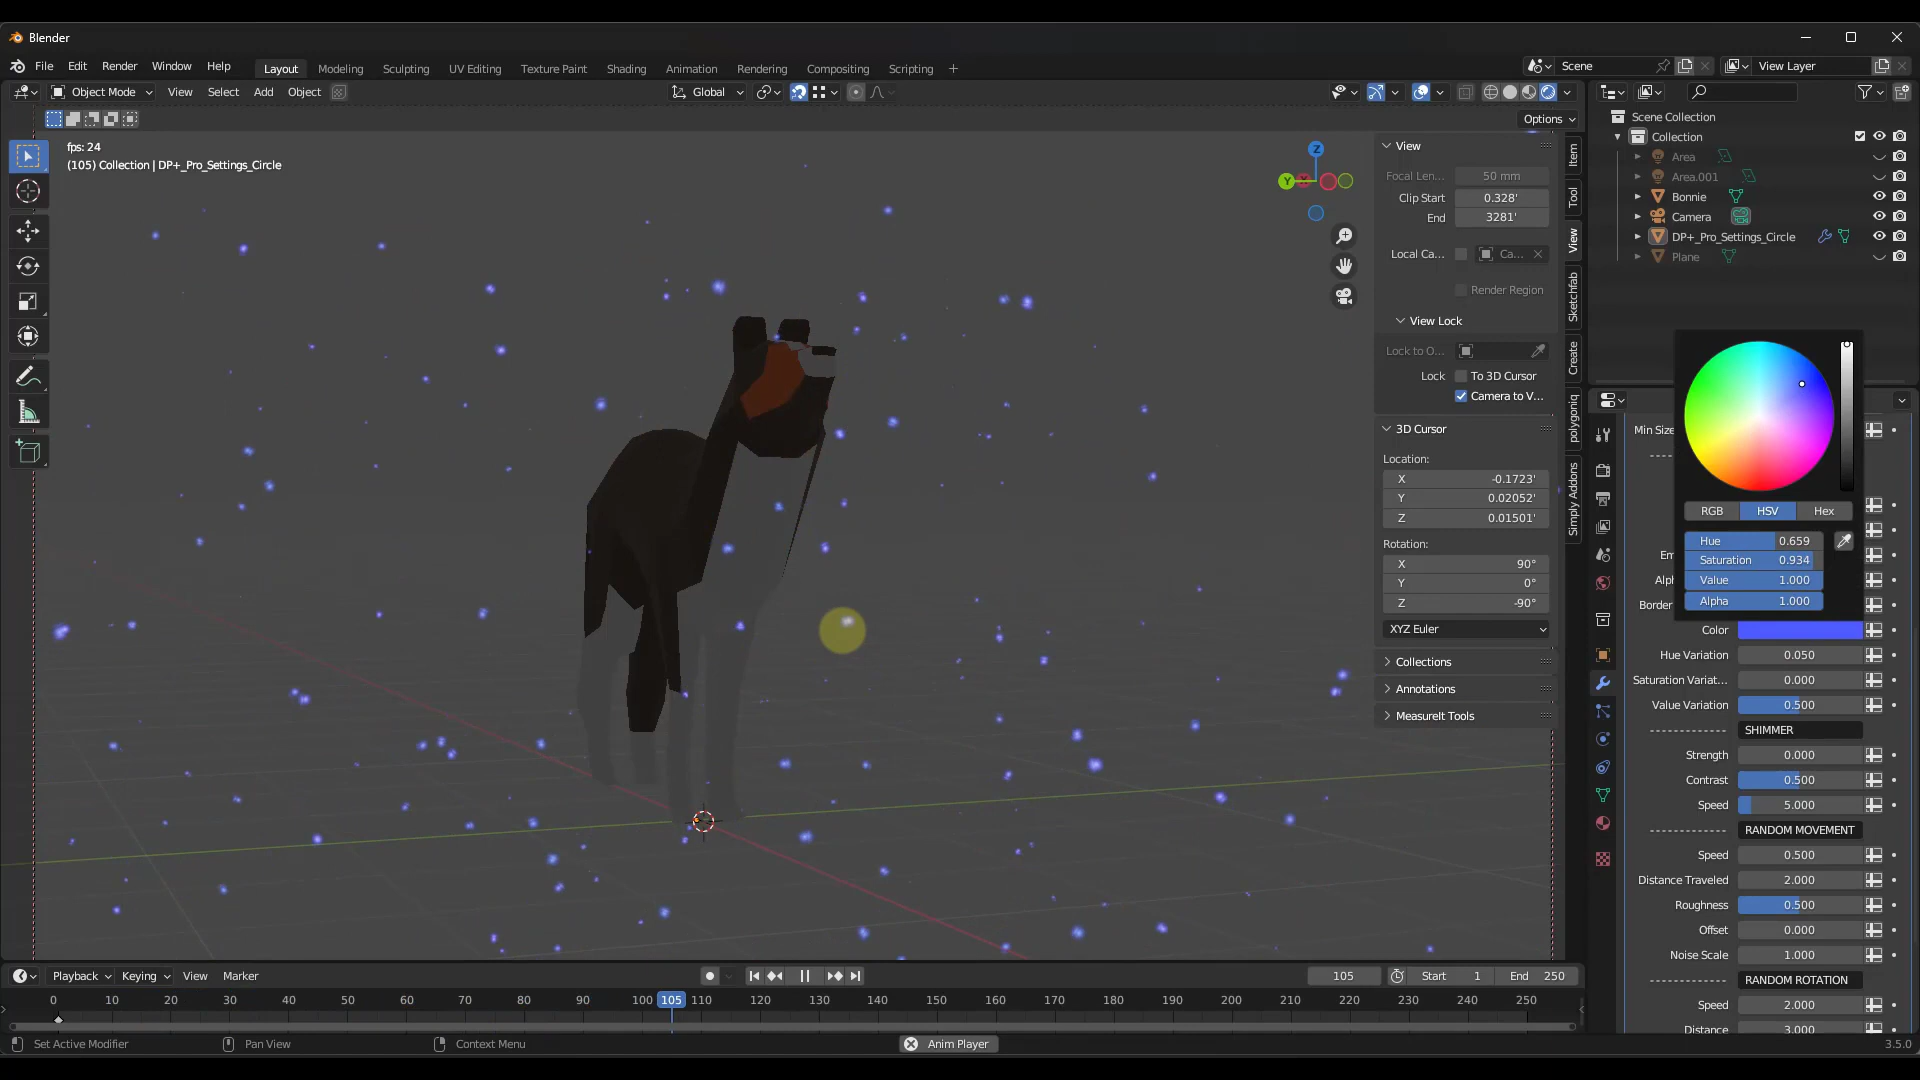 Blender
File Edit Render Window Help Layout Modeling Sculpting UV Editing Texture Paint Shading Animation Rendering Compositing Scripting + Scene View Layer
Object Mode View Select Add Object Global
Options
fps: 24
(105) Collection | DP+_Pro_Settings_Circle
Z
Y
View
Focal Len... 50 mm
Clip Start 0.328'
End 3281'
Local Ca... Ca...
Render Region
View Lock
Lock to O...
Lock To 3D Cursor
Camera to V...
3D Cursor
Location:
X -0.1723'
Y 0.02052'
Z 0.01501'
Rotation:
X 90°
Y 0°
Z -90°
XYZ Euler
Collections
Annotations
MeasureIt Tools
Item
Tool
View
Sketchfab
Create
polygoniq
Simply Addons
Scene Collection
Collection
Area
Area.001
Bonnie
Camera
DP+_Pro_Settings_Circle
Plane
Min Size
RGB HSV Hex
Hue 0.659
Saturation 0.934
Value 1.000
Alpha 1.000
Em
Alph
Border
Color
Hue Variation 0.050
Saturation Variat... 0.000
Value Variation 0.500
--------------- SHIMMER
Strength 0.000
Contrast 0.500
Speed 5.000
--------------- RANDOM MOVEMENT
Speed 0.500
Distance Traveled 2.000
Roughness 0.500
Offset 0.000
Noise Scale 1.000
--------------- RANDOM ROTATION
Speed 2.000
Distance 3.000
Playback Keying View Marker 105 Start 1 End 250
0 10 20 30 40 50 60 70 80 90 100 105 110 120 130 140 150 160 170 180 190 200 210 220 230 240 250
Set Active Modifier Pan View Context Menu Anim Player 3.5.0